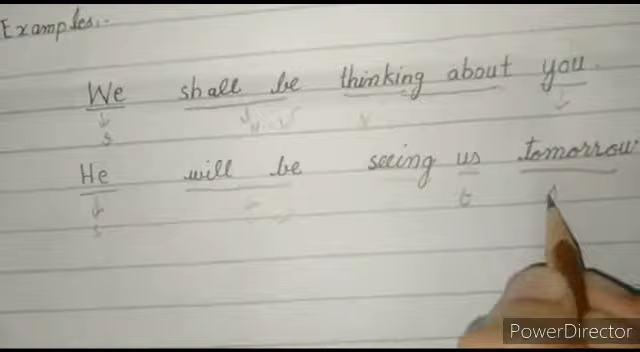 Examples..
We shall be thinking about you.
He will be seeing us tomorrow
PowerDirector